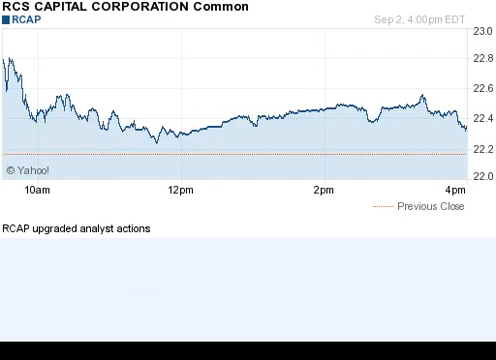 RCS CAPITAL CORPORATION Common
RCAP
Sep 2, 4:00pm EDT
23.0
22.8
22.6
22.4
22.2
22.0
© Yahoo!
10am 12pm 2pm 4pm
Previous Close
RCAP upgraded analyst actions